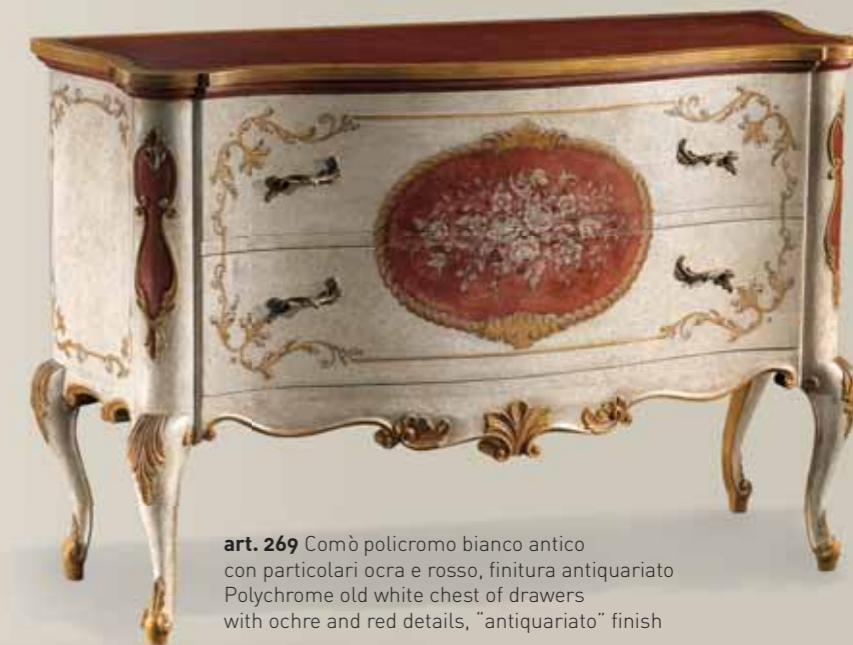 art. 269 Comò policromo bianco antico
con particolari ocra e rosso, finitura antiquariato
Polychrome old white chest of drawers
with ochre and red details, “antiquariato” finish